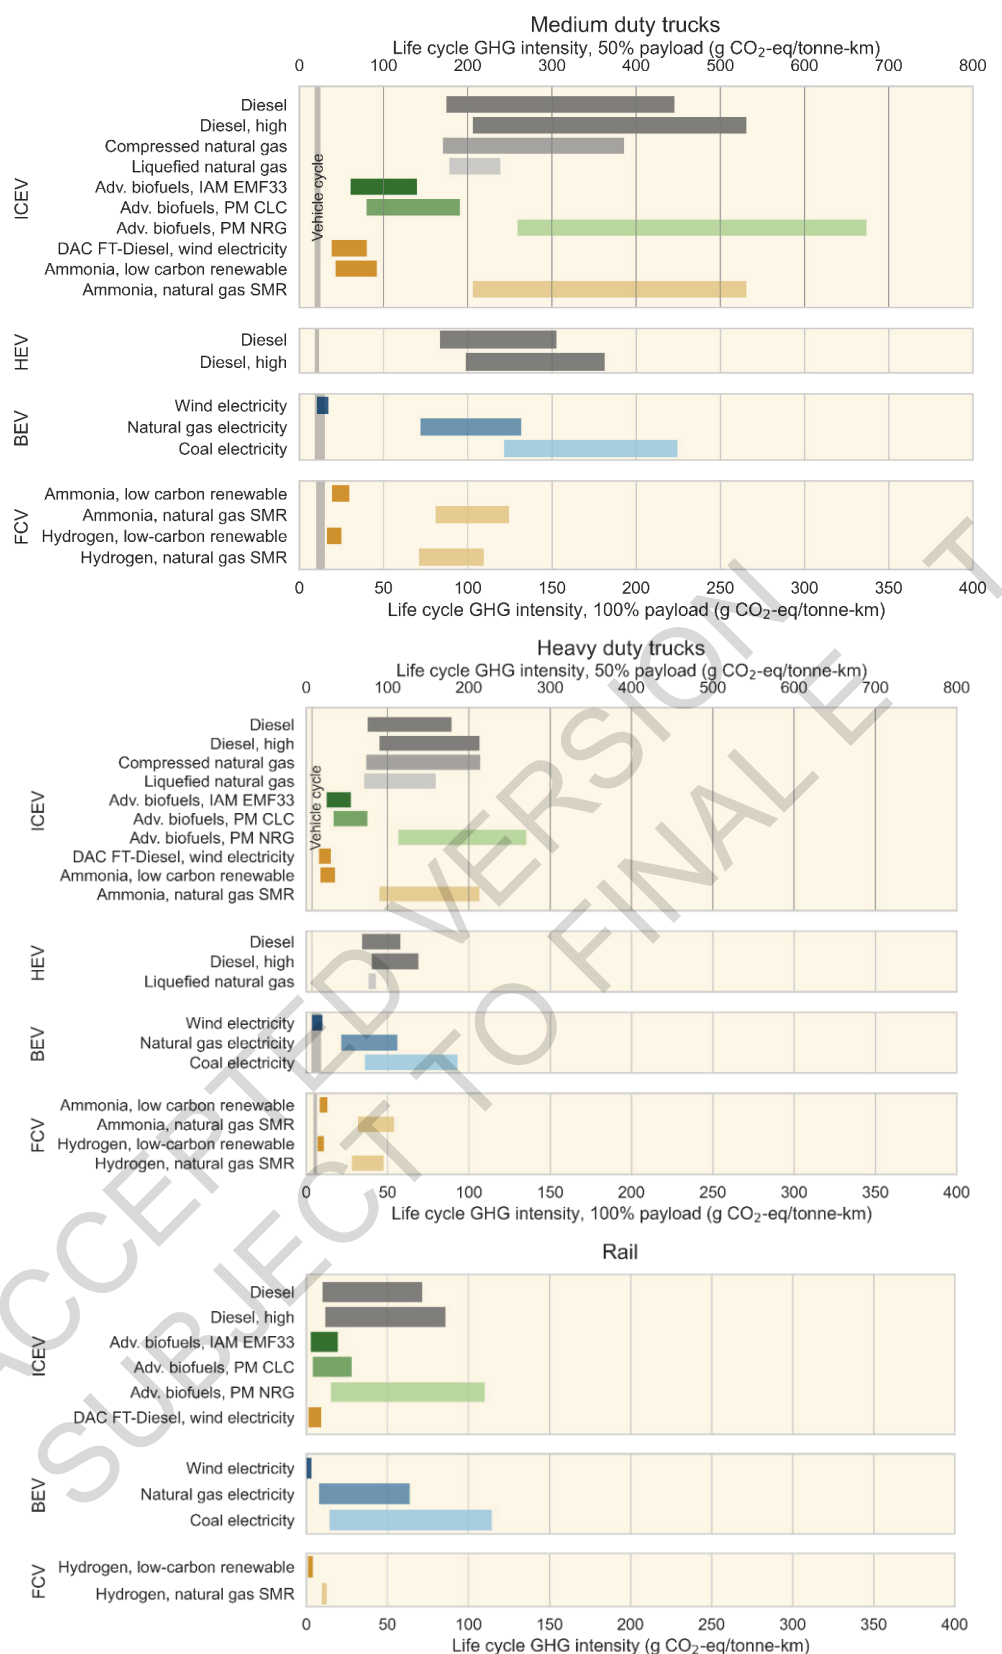 Medium duty trucks
Life cycle GHG intensity, 50% payload (g CO₂-eq/tonne-km)
0 100 200 300 400 500 600 700 800
ICEV
Diesel
Diesel, high
Compressed natural gas
Liquefied natural gas
Adv. biofuels, IAM EMF33
Adv. biofuels, PM CLC
Adv. biofuels, PM NRG
DAC FT-Diesel, wind electricity
Ammonia, low carbon renewable
Ammonia, natural gas SMR
Vehicle cycle
HEV
Diesel
Diesel, high
BEV
Wind electricity
Natural gas electricity
Coal electricity
FCV
Ammonia, low carbon renewable
Ammonia, natural gas SMR
Hydrogen, low-carbon renewable
Hydrogen, natural gas SMR
0 50 100 150 200 250 300 350 400
Life cycle GHG intensity, 100% payload (g CO₂-eq/tonne-km)
Heavy duty trucks
Life cycle GHG intensity, 50% payload (g CO₂-eq/tonne-km)
0 100 200 300 400 500 600 700 800
ICEV
Diesel
Diesel, high
Compressed natural gas
Liquefied natural gas
Adv. biofuels, IAM EMF33
Adv. biofuels, PM CLC
Adv. biofuels, PM NRG
DAC FT-Diesel, wind electricity
Ammonia, low carbon renewable
Ammonia, natural gas SMR
Vehicle cycle
HEV
Diesel
Diesel, high
Liquefied natural gas
BEV
Wind electricity
Natural gas electricity
Coal electricity
FCV
Ammonia, low carbon renewable
Ammonia, natural gas SMR
Hydrogen, low-carbon renewable
Hydrogen, natural gas SMR
0 50 100 150 200 250 300 350 400
Life cycle GHG intensity, 100% payload (g CO₂-eq/tonne-km)
Rail
ICEV
Diesel
Diesel, high
Adv. biofuels, IAM EMF33
Adv. biofuels, PM CLC
Adv. biofuels, PM NRG
DAC FT-Diesel, wind electricity
BEV
Wind electricity
Natural gas electricity
Coal electricity
FCV
Hydrogen, low-carbon renewable
Hydrogen, natural gas SMR
0 50 100 150 200 250 300 350 400
Life cycle GHG intensity (g CO₂-eq/tonne-km)
ACCEPTED VERSION
SUBJECT TO FINAL E T